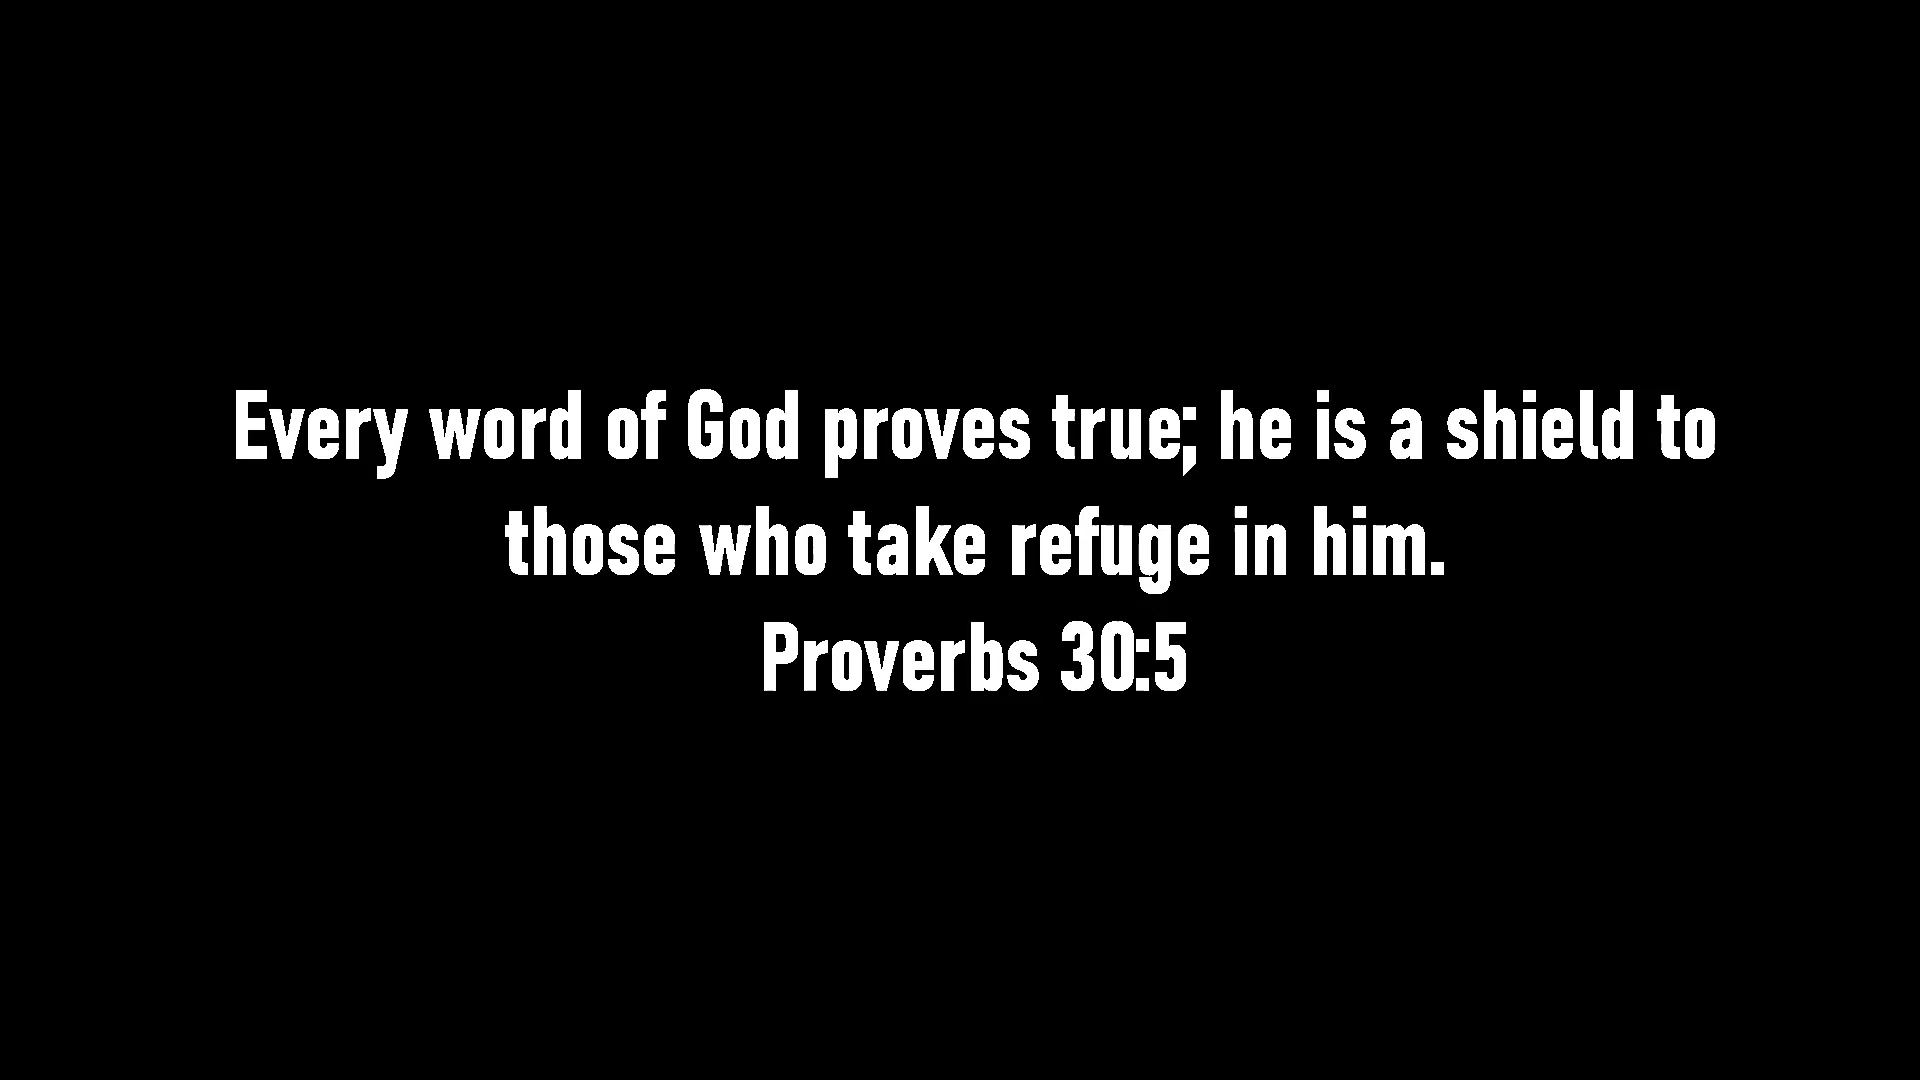 Every word of God proves true; he is a shield to
those who take refuge in him.
Proverbs 30:5